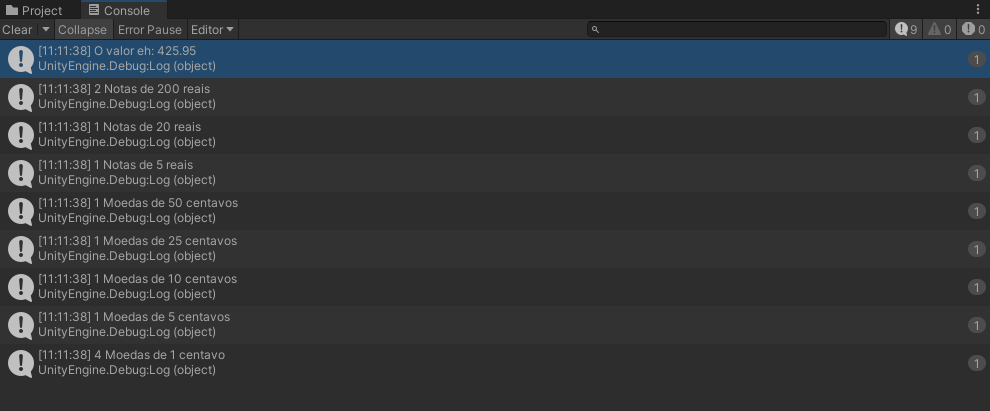 Project Console
Clear Collapse Error Pause Editor 9 0 0
[11:11:38] O valor eh: 425.95
UnityEngine.Debug:Log (object)
1
[11:11:38] 2 Notas de 200 reais
UnityEngine.Debug:Log (object)
1
[11:11:38] 1 Notas de 20 reais
UnityEngine.Debug:Log (object)
1
[11:11:38] 1 Notas de 5 reais
UnityEngine.Debug:Log (object)
1
[11:11:38] 1 Moedas de 50 centavos
UnityEngine.Debug:Log (object)
1
[11:11:38] 1 Moedas de 25 centavos
UnityEngine.Debug:Log (object)
1
[11:11:38] 1 Moedas de 10 centavos
UnityEngine.Debug:Log (object)
1
[11:11:38] 1 Moedas de 5 centavos
UnityEngine.Debug:Log (object)
1
[11:11:38] 4 Moedas de 1 centavo
UnityEngine.Debug:Log (object)
1